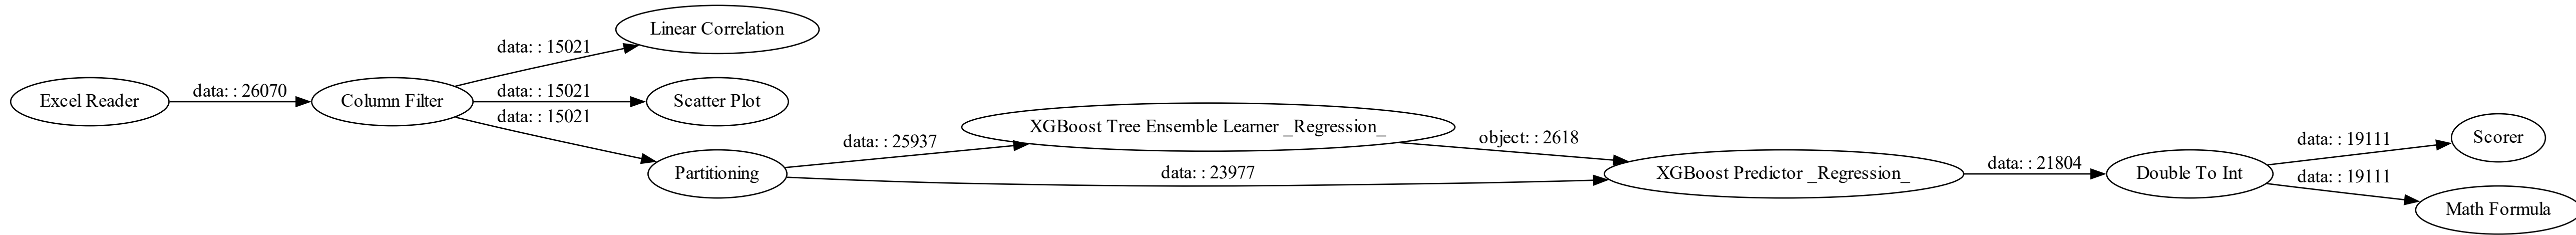 Excel Reader
data: : 26070
Column Filter
data: : 15021
Linear Correlation
data: : 15021
Scatter Plot
data: : 15021
Partitioning
data: : 25937
XGBoost Tree Ensemble Learner _Regression_
object: : 2618
data: : 23977
XGBoost Predictor _Regression_
data: : 21804
Double To Int
data: : 19111
Scorer
data: : 19111
Math Formula